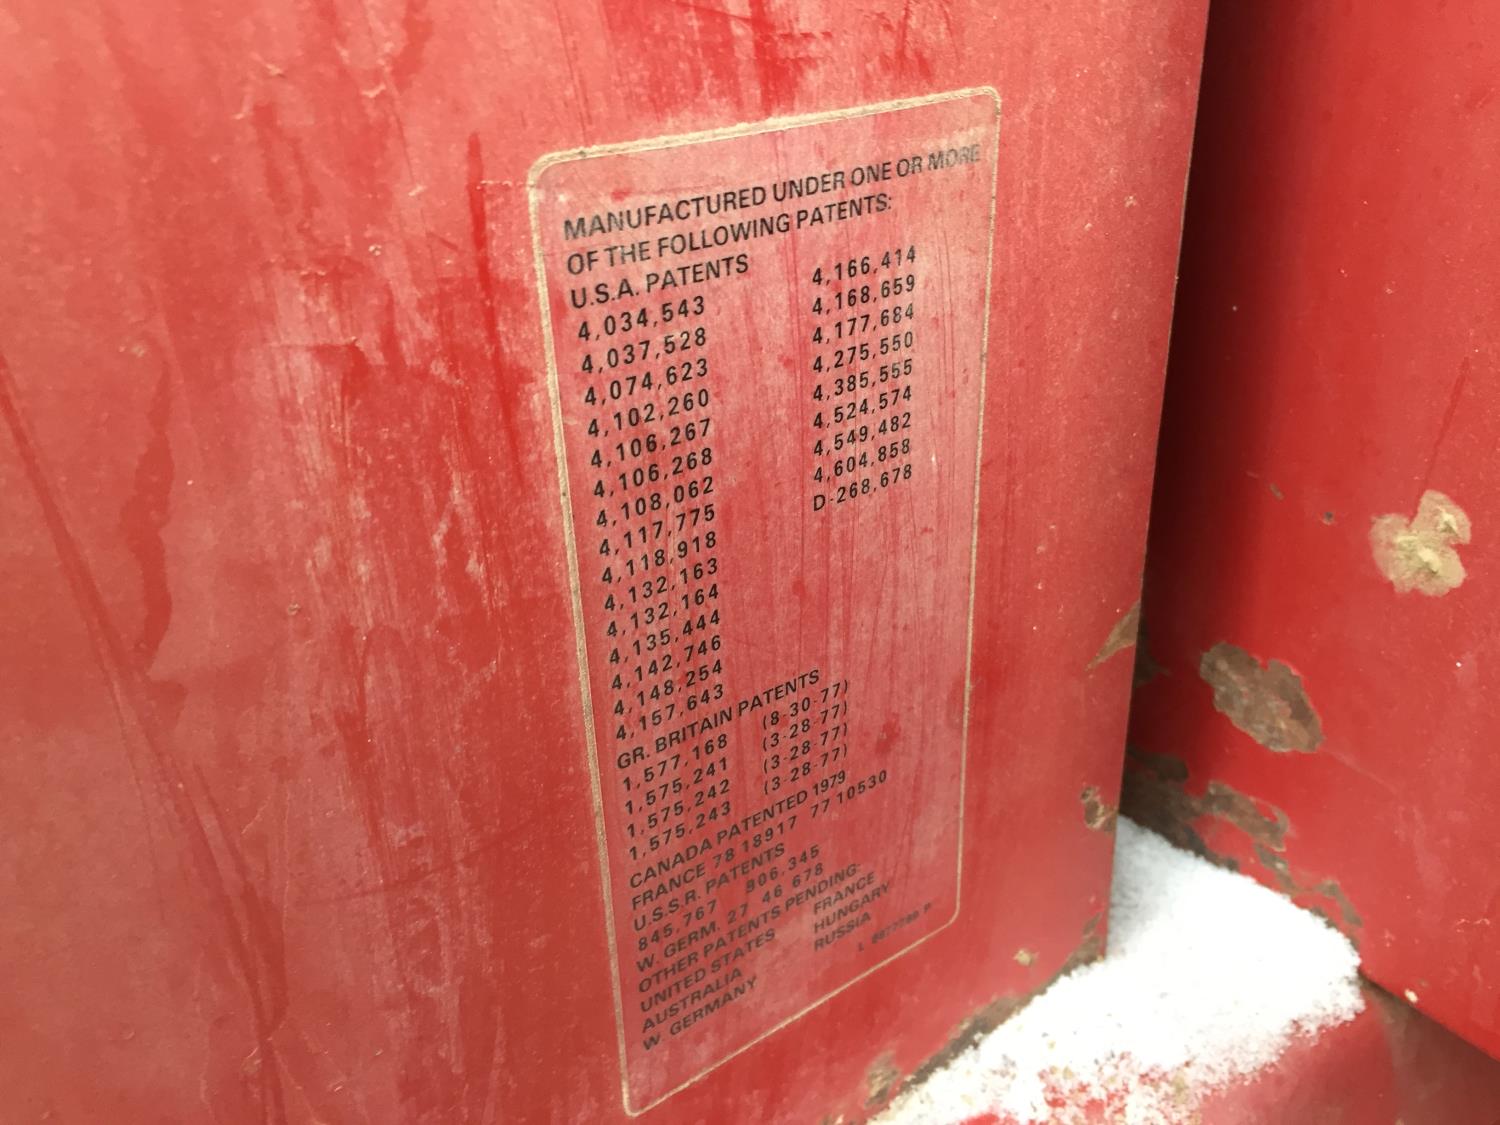 MANUFACTURED UNDER ONE OR MORE
OF THE FOLLOWING PATENTS:
U.S.A. PATENTS
4,034,543
4,037,528
4,074,623
4,102,260
4,106,267
4,106,268
4,108,062
4,117,775
4,118,918
4,132,163
4,132,164
4,135,444
4,142,746
4,148,254
4,157,643
4,166,414
4,168,659
4,177,684
4,275,550
4,385,555
4,524,574
4,549,482
4,604,858
D-268,678
GR. BRITAIN PATENTS
1,577,168 (8-30-77)
1,575,241 (3-28-77)
1,575,242 (3-28-77)
1,575,243 (3-28-77)
CANADA PATENTED 1979
FRANCE 78 18917 77 10530
U.S.S.R. PATENTS
845,767 906,345
W. GERM. 27 46 678
OTHER PATENTS PENDING:
UNITED STATES FRANCE
AUSTRALIA HUNGARY
W. GERMANY RUSSIA
L